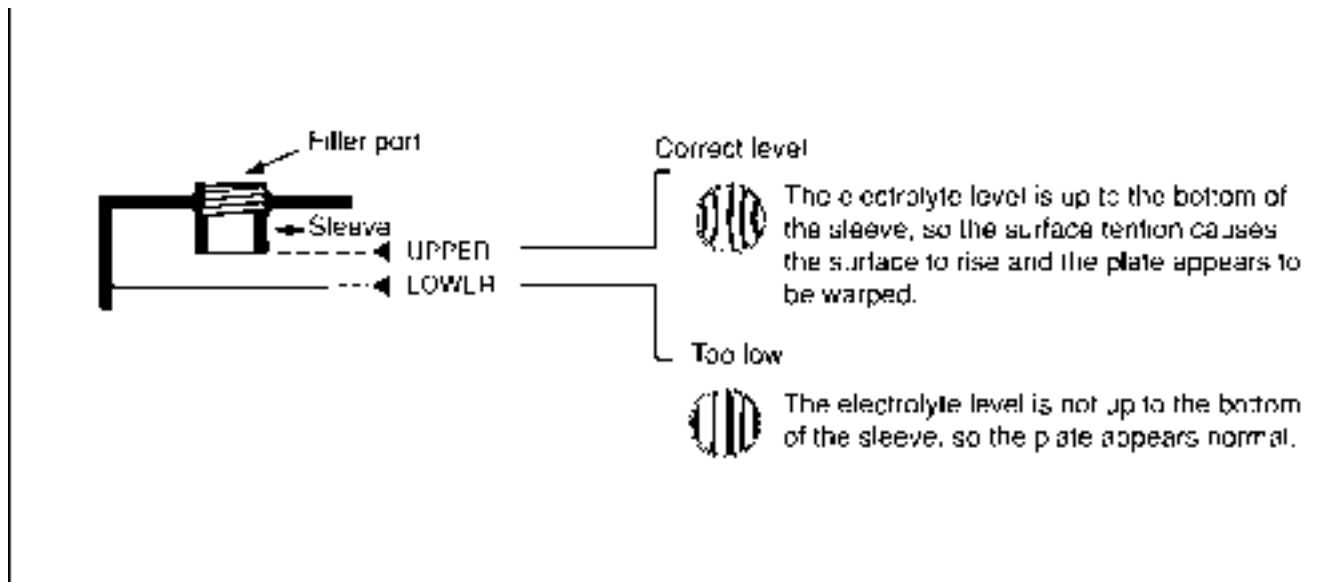 Filler port
Sleeve
UPPER
LOWER
Correct level
The electrolyte level is up to the bottom of
the sleeve, so the surface tention causes
the surface to rise and the plate appears to
be warped.
Too low
The electrolyte level is not up to the bottom
of the sleeve, so the plate appears normal.